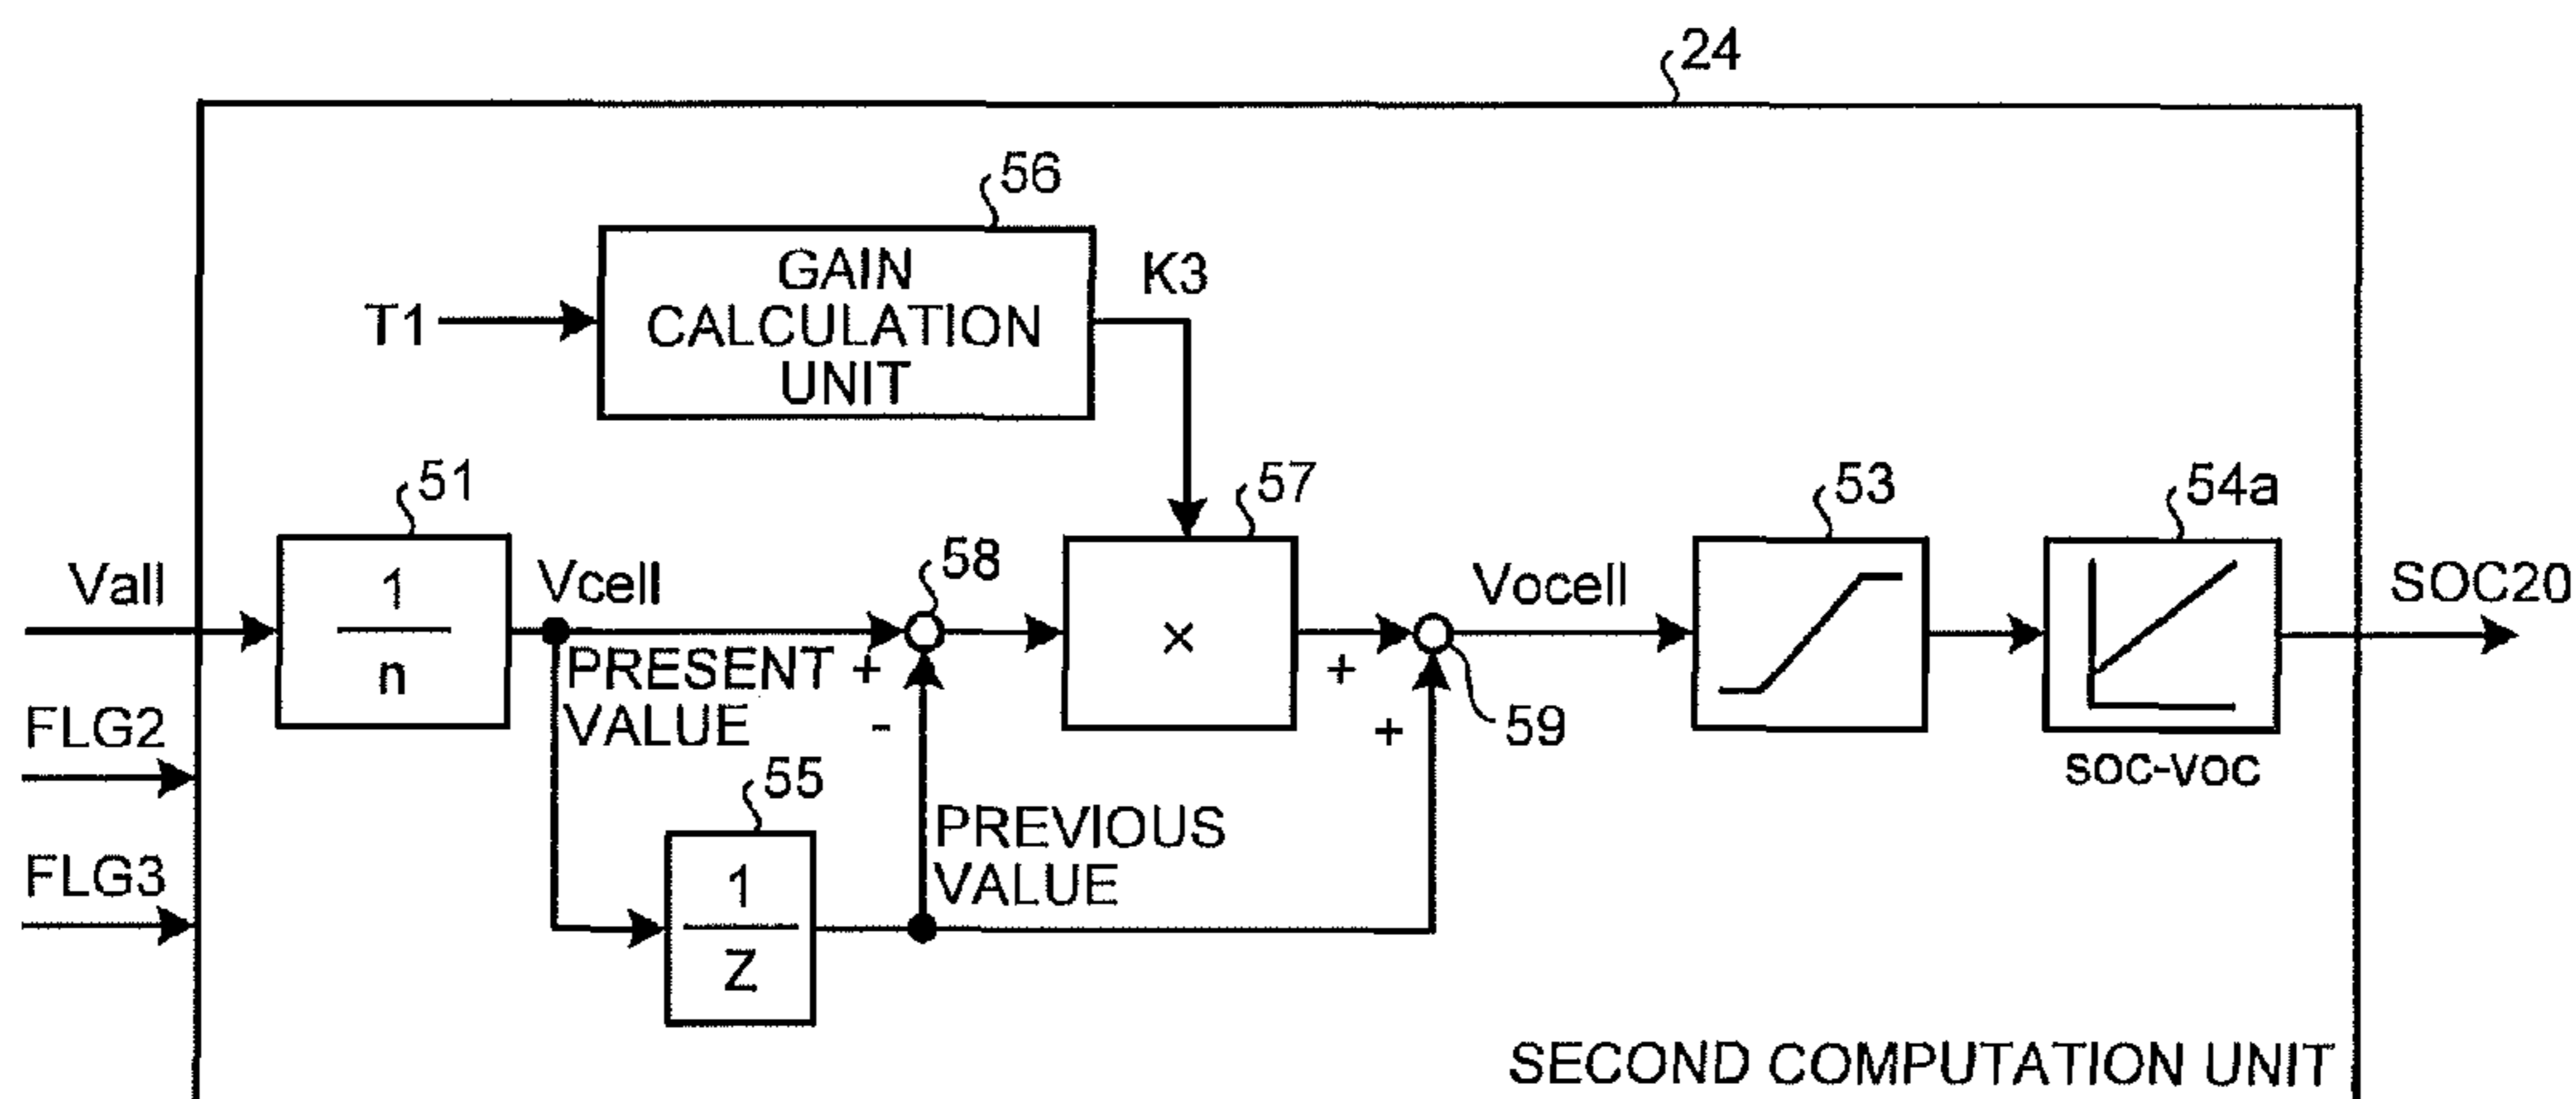 24
56
GAIN
CALCULATION
UNIT
K3
T1
51
58
57
53
54a
Vall
1
n
Vcell
PRESENT
VALUE
+
-
×
+
+
Vocell
59
soc-voc
SOC20
FLG2
FLG3
55
1
Z
PREVIOUS
VALUE
SECOND COMPUTATION UNIT